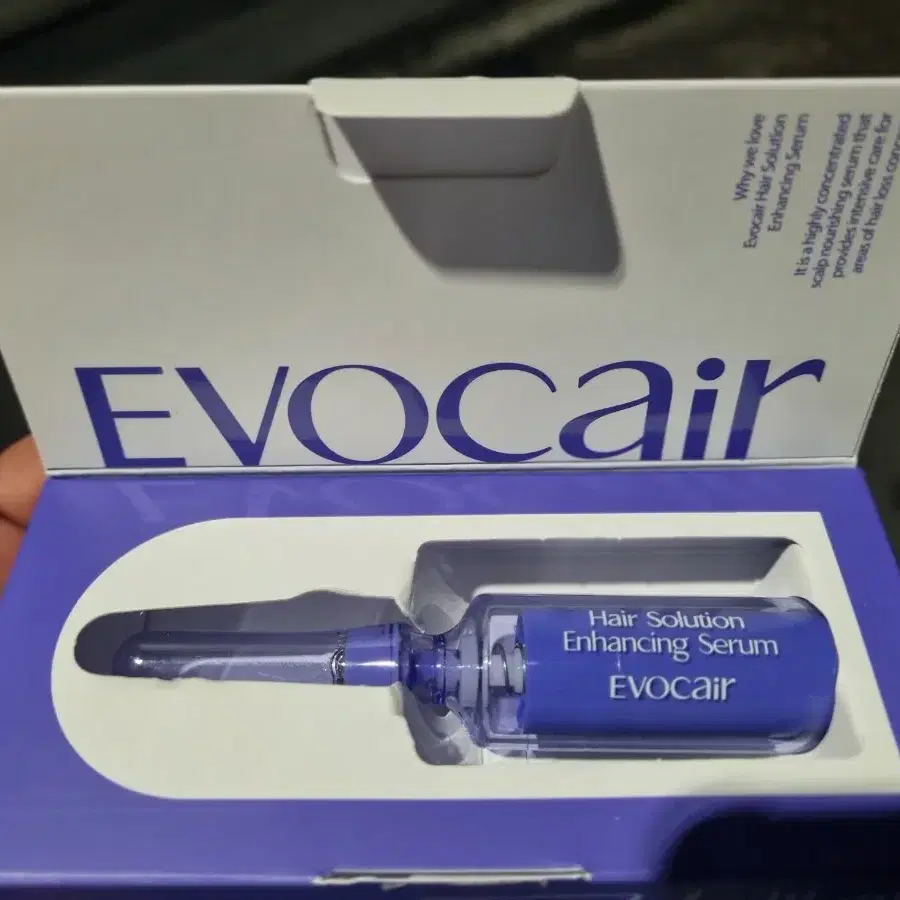 Why we love
Evocair Hair Solution
Enhancing Serum
It is a highly concentrated
scalp nourishing serum that
provides intensive care for
areas of hair loss
Evocair
Hair Solution
Enhancing Serum
Evocair